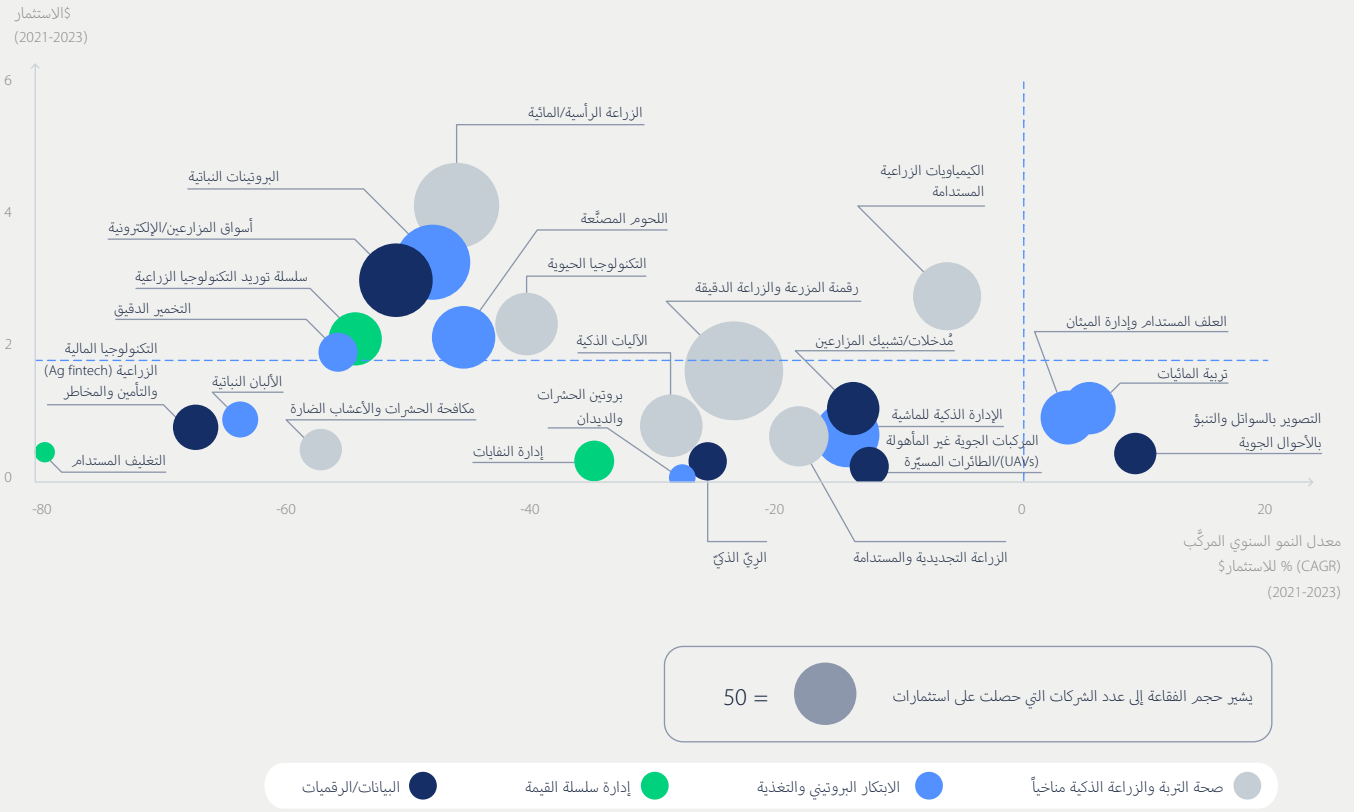 $الاستثمار
(2021-2023)
6
4
2
0
الزراعة الرأسية/المائية
البروتينات النباتية
الكيمياويات الزراعية
المستدامة
اللحوم المصنَّعة
أسواق المزارعين/الإلكترونية
التكنولوجيا الحيوية
سلسلة توريد التكنولوجيا الزراعية
رقمنة المزرعة والزراعة الدقيقة
التخمير الدقيق
العلف المستدام وإدارة الميثان
مُدخلات/تشبيك المزارعين
الآليات الذكية
التكنولوجيا المالية
الزراعية (Ag fintech)
والتأمين والمخاطر
تربية المائيات
الألبان النباتية
بروتين الحشرات
والديدان
مكافحة الحشرات والأعشاب الضارة
الإدارة الذكية للماشية
التصوير بالسواتل والتنبؤ
بالأحوال الجوية
المركبات الجوية غير المأهولة
(UAVs)/الطائرات المسيّرة
إدارة النفايات
التغليف المستدام
-80
-60
-40
-20
0
20
الرِيّ الذكيّ
الزراعة التجديدية والمستدامة
معدل النمو السنوي المركَّب
(CAGR) % للاستثمار$
(2021-2023)
يشير حجم الفقاعة إلى عدد الشركات التي حصلت على استثمارات
50 =
صحة التربة والزراعة الذكية مناخياً
الابتكار البروتيني والتغذية
إدارة سلسلة القيمة
البيانات/الرقميات